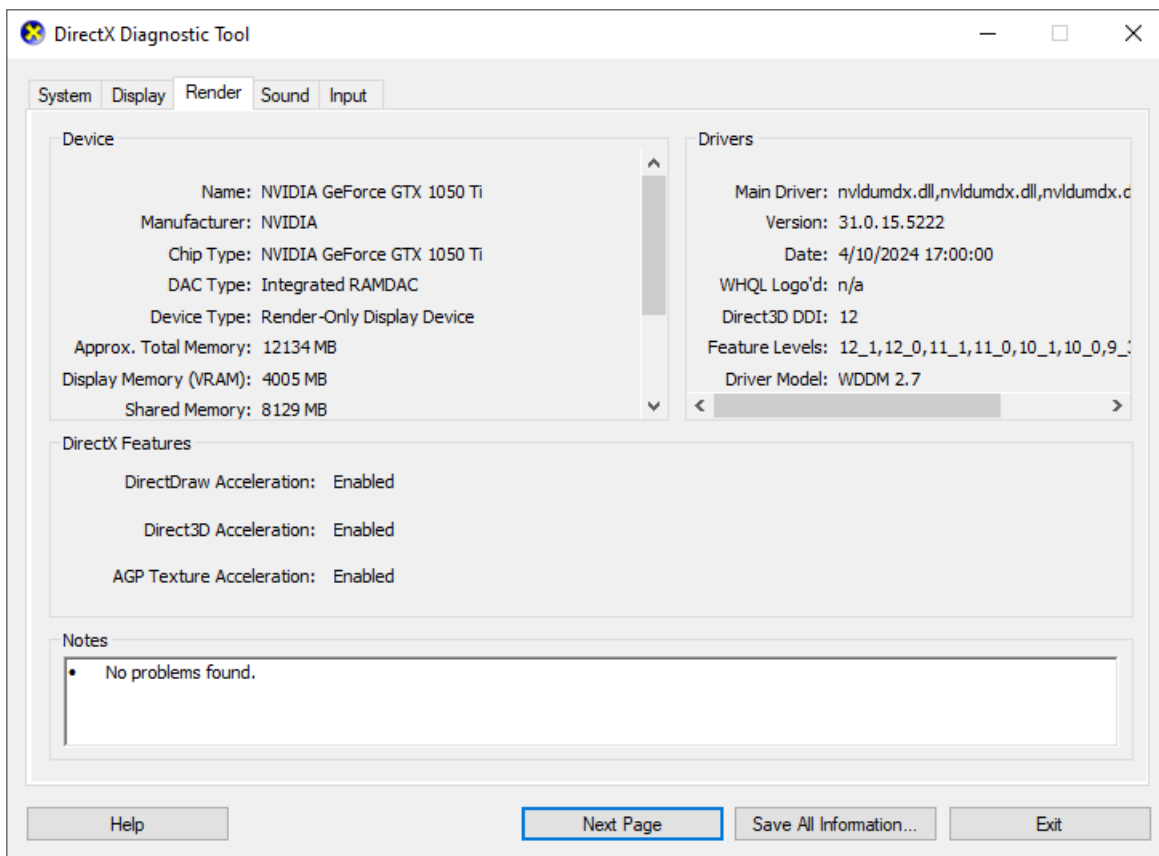 DirectX Diagnostic Tool
System Display Render Sound Input
Device
Name: NVIDIA GeForce GTX 1050 Ti
Manufacturer: NVIDIA
Chip Type: NVIDIA GeForce GTX 1050 Ti
DAC Type: Integrated RAMDAC
Device Type: Render-Only Display Device
Approx. Total Memory: 12134 MB
Display Memory (VRAM): 4005 MB
Shared Memory: 8129 MB
Drivers
Main Driver: nvldumdx.dll,nvldumdx.dll,nvldumdx.d
Version: 31.0.15.5222
Date: 4/10/2024 17:00:00
WHQL Logo'd: n/a
Direct3D DDI: 12
Feature Levels: 12_1,12_0,11_1,11_0,10_1,10_0,9_
Driver Model: WDDM 2.7
DirectX Features
DirectDraw Acceleration: Enabled
Direct3D Acceleration: Enabled
AGP Texture Acceleration: Enabled
Notes
• No problems found.
Help Next Page Save All Information... Exit